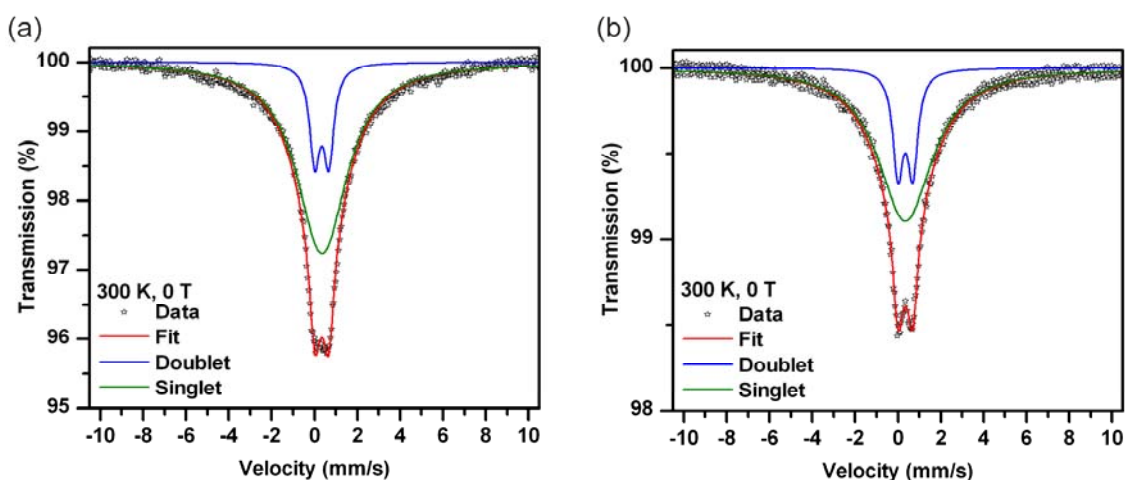 (a)
100
99
98
97
96
95
Transmission (%)
300 K, 0 T
Data
Fit
Doublet
Singlet
-10 -8 -6 -4 -2 0 2 4 6 8 10
Velocity (mm/s)
(b)
100
99
98
Transmission (%)
300 K, 0 T
Data
Fit
Doublet
Singlet
-10 -8 -6 -4 -2 0 2 4 6 8 10
Velocity (mm/s)